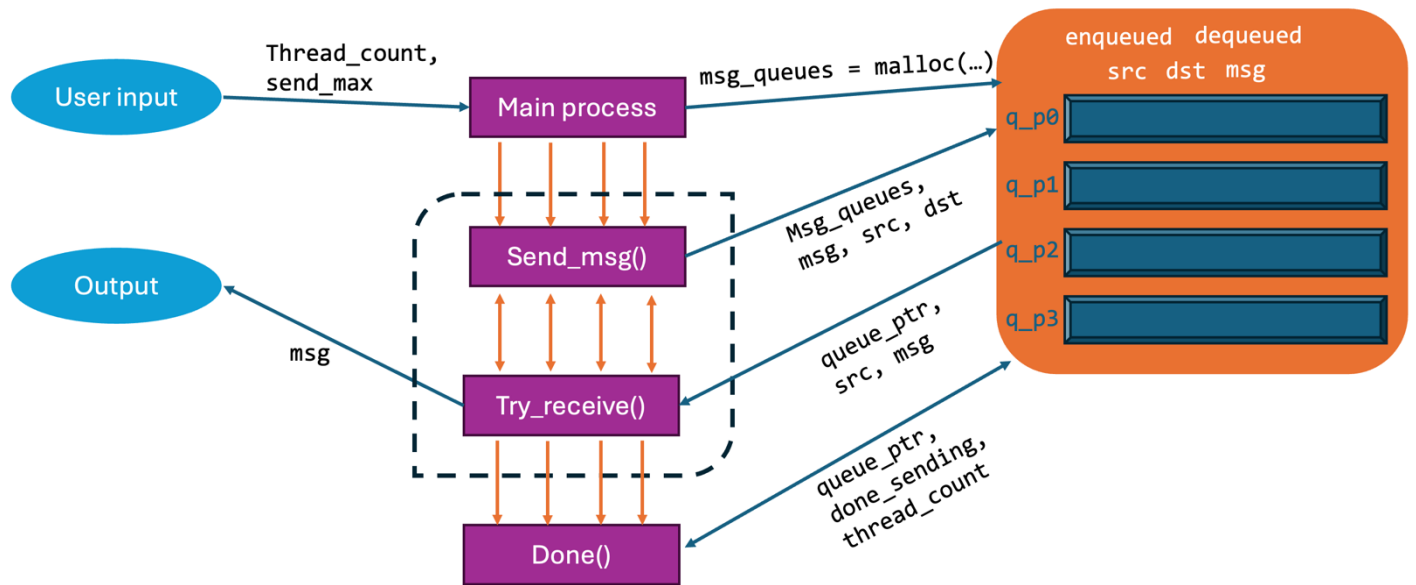 User input
Thread_count,
send_max
Main process
msg_queues = malloc(…)
enqueued dequeued
src dst msg
q_p0
q_p1
q_p2
q_p3
Send_msg()
Msg_queues,
msg, src, dst
Output
msg
Try_receive()
queue_ptr,
src, msg
Done()
queue_ptr,
done_sending,
thread_count